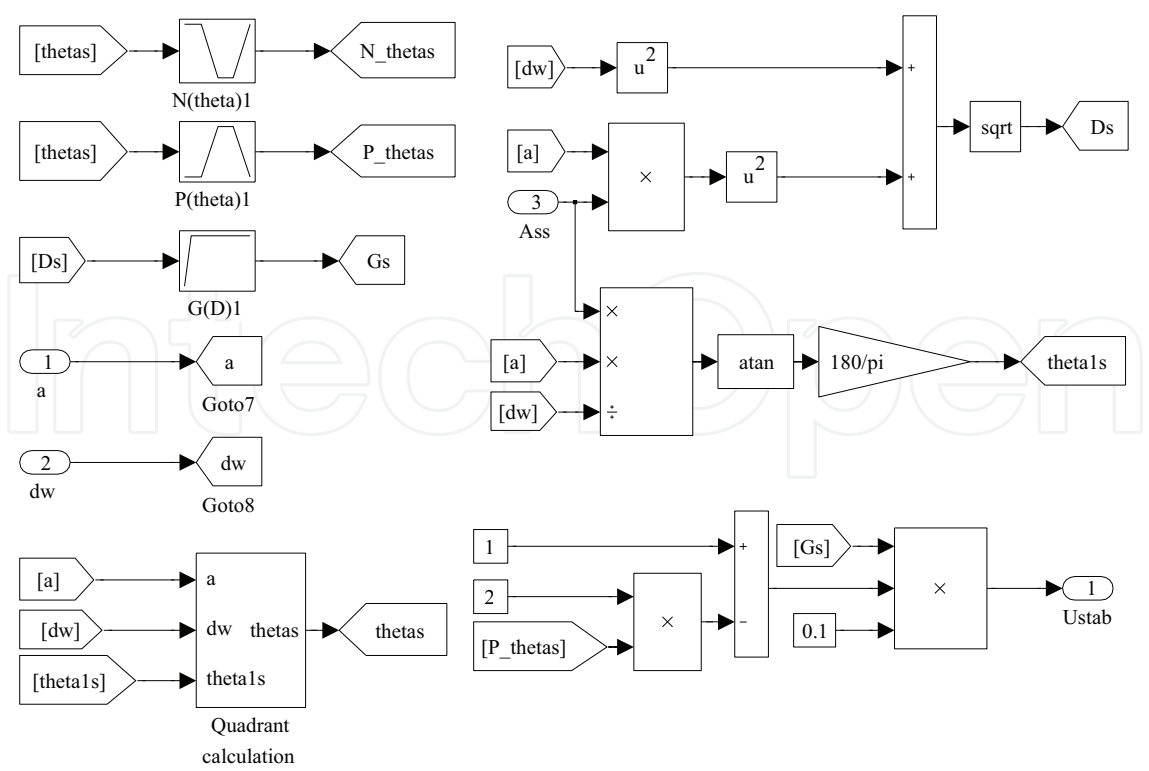 [thetas]
N_thetas
N(theta)1
[thetas]
P_thetas
P(theta)1
[Ds]
Gs
G(D)1
1
a
a
Goto7
2
dw
dw
Goto8
[a]
[dw]
[theta1s]
a
dw
theta1s
thetas
thetas
Quadrant
calculation
[dw]
u2
+
[a]
×
u2
+
3
Ass
sqrt
Ds
×
[a]
×
[dw]
÷
atan
180/pi
theta1s
1
+
2
×
[P_thetas]
−
[Gs]
×
0.1
1
Ustab
IntechOpen